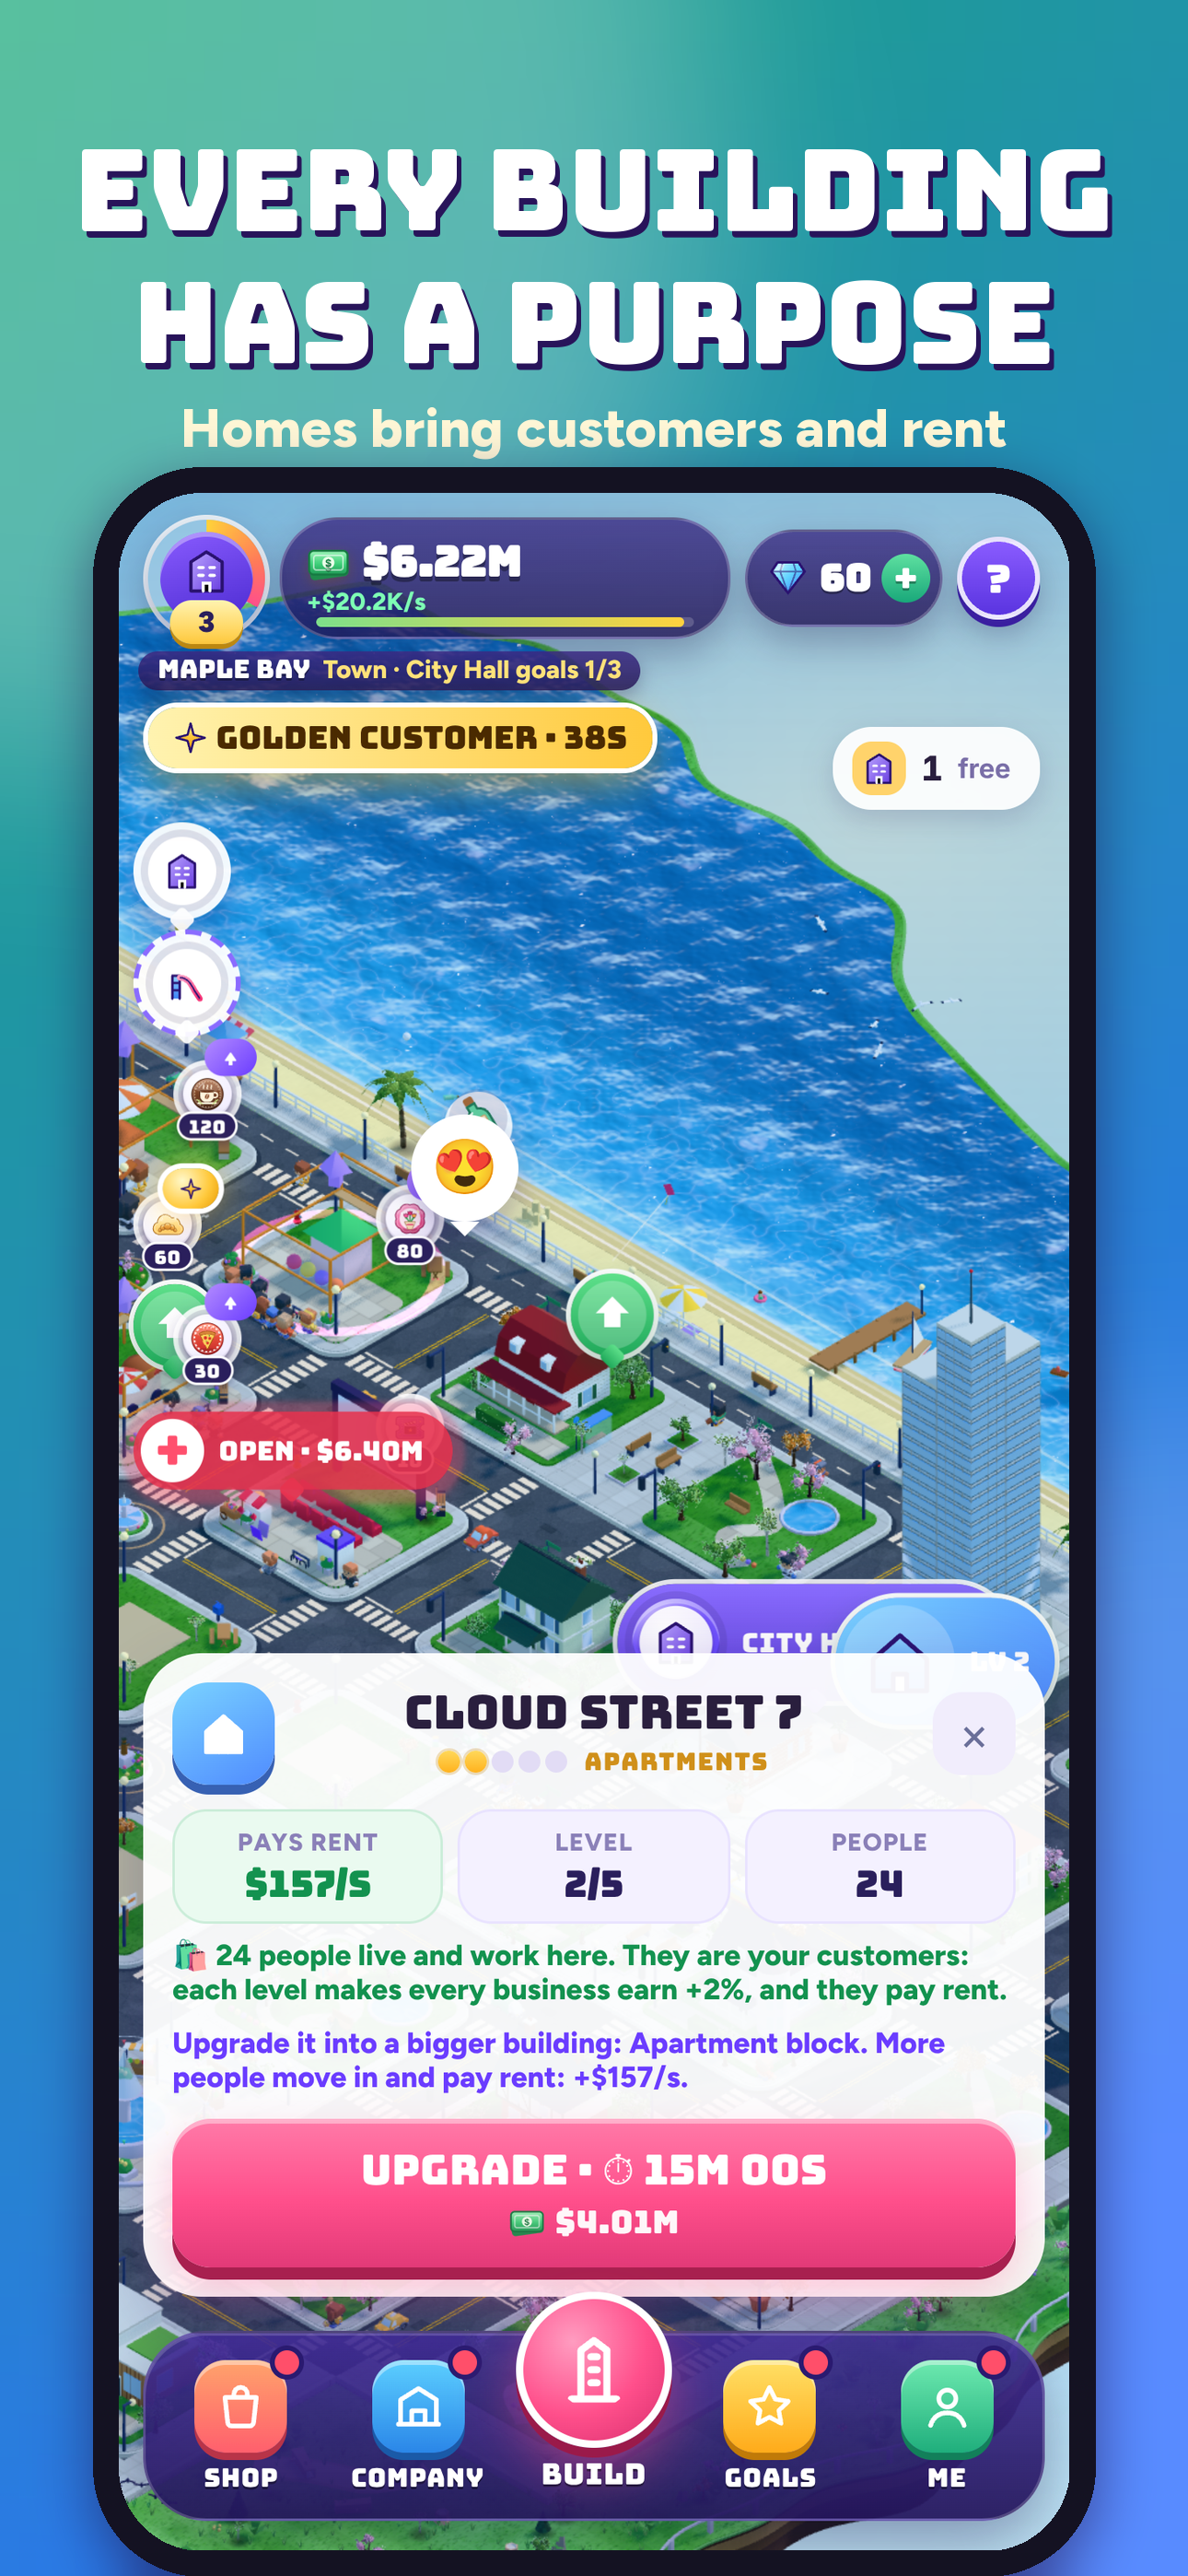 EVERY BUILDING
HAS A PURPOSE
Homes bring customers and rent
$6.22M
+$20.2K/s
60
?
3
MAPLE BAY Town · City Hall goals 1/3
GOLDEN CUSTOMER · 38S
1 free
120
60
80
30
OPEN · $6.40M
CITY H
LV 2
CLOUD STREET 7
APARTMENTS
PAYS RENT
$157/S
LEVEL
2/5
PEOPLE
24
24 people live and work here. They are your customers:
each level makes every business earn +2%, and they pay rent.
Upgrade it into a bigger building: Apartment block. More
people move in and pay rent: +$157/s.
UPGRADE · ⏱ 15M 00S
$4.01M
SHOP
COMPANY
BUILD
GOALS
ME